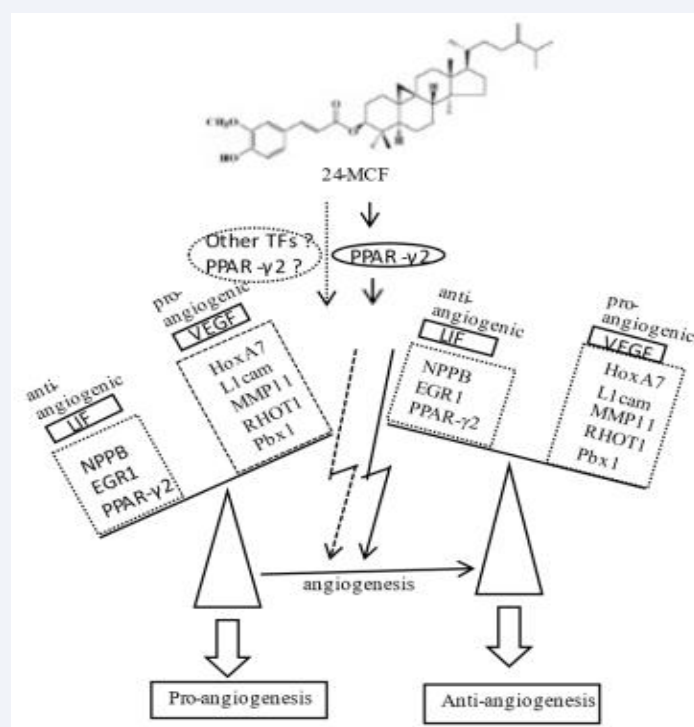 CH₃O
HO
O
O
H
H
24-MCF
Other TFs ?
PPAR -γ2 ?
PPAR -γ2
pro-
angiogenic
VEGF
HoxA7
L1cam
MMP11
RHOT1
Pbx1
anti-
angiogenic
LIF
NPPB
EGR1
PPAR-γ2
anti-
angiogenic
LIF
NPPB
EGR1
PPAR-γ2
pro-
angiogenic
VEGF
HoxA7
L1cam
MMP11
RHOT1
Pbx1
angiogenesis
Pro-angiogenesis
Anti-angiogenesis